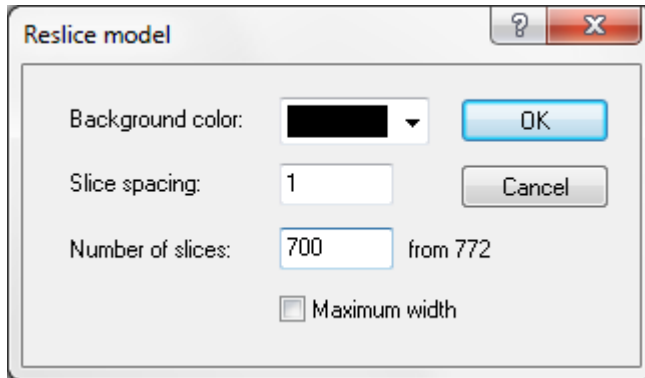 Reslice model
?
Background color:
OK
Slice spacing: 1
Cancel
Number of slices: 700 from 772
Maximum width